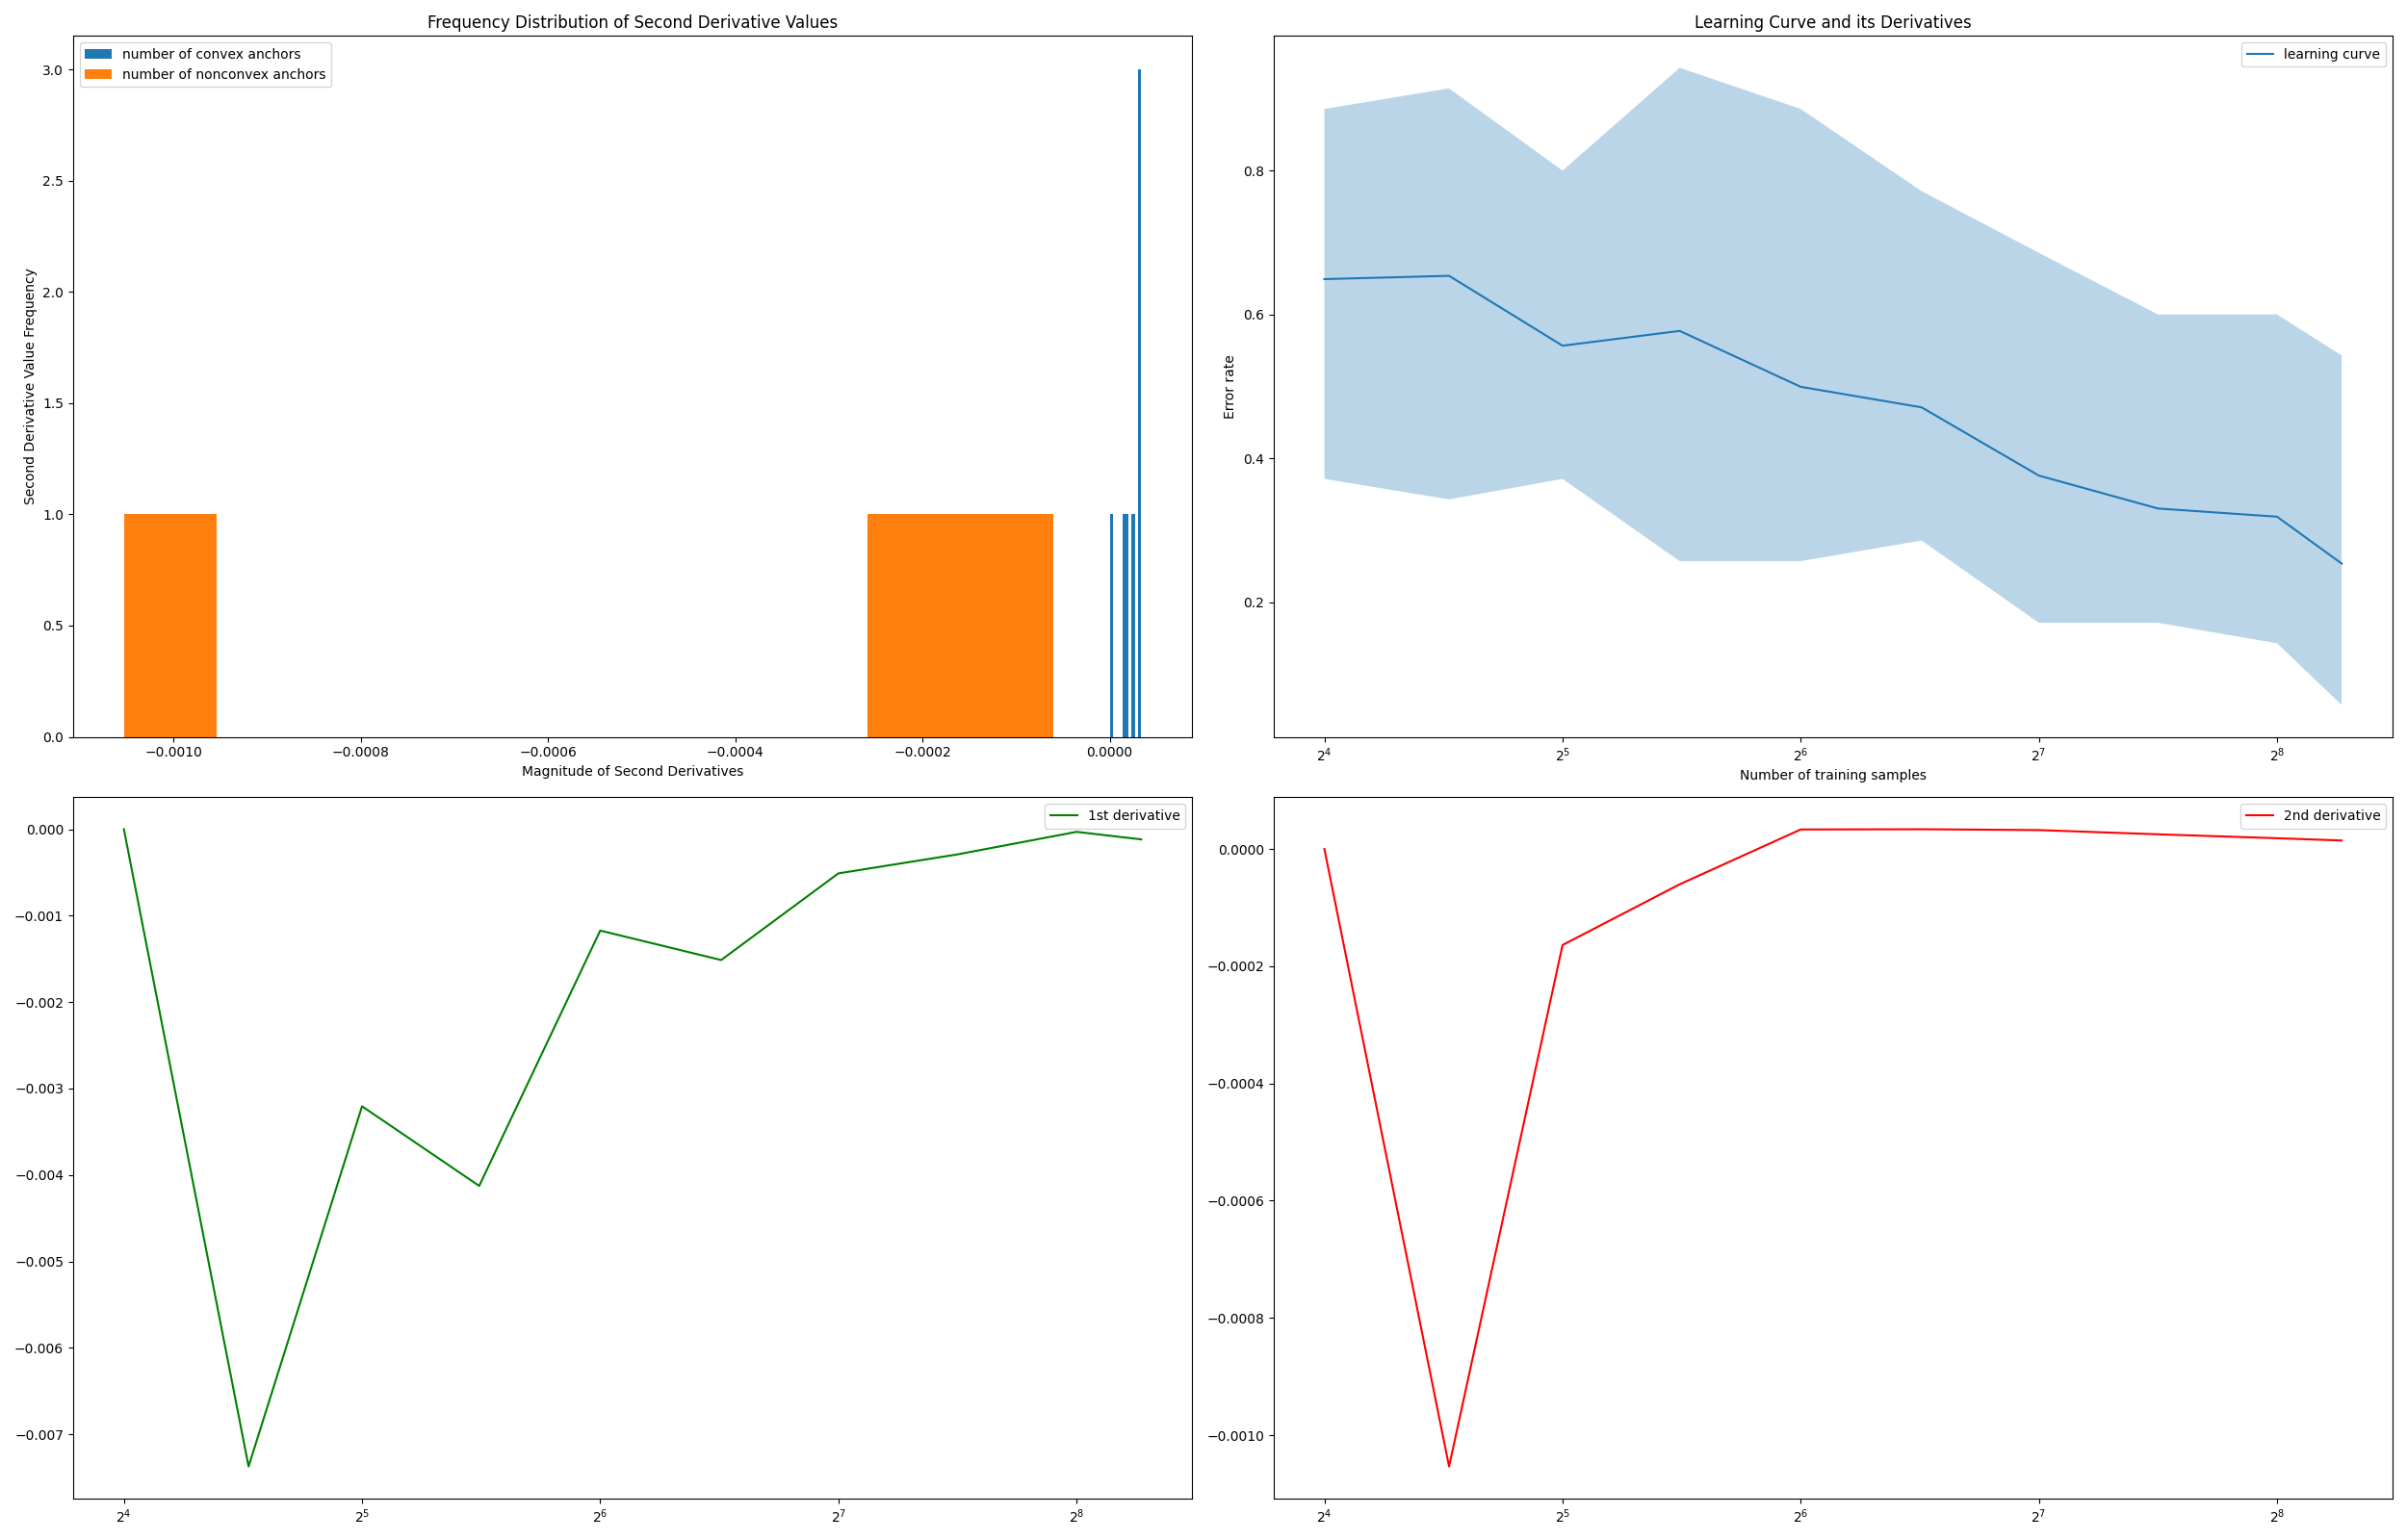 Frequency Distribution of Second Derivative Values
number of convex anchors
number of nonconvex anchors
Second Derivative Value Frequency
3.0
2.5
2.0
1.5
1.0
0.5
0.0
−0.0010 −0.0008 −0.0006 −0.0004 −0.0002 0.0000
Magnitude of Second Derivatives
Learning Curve and its Derivatives
learning curve
Error rate
0.8
0.6
0.4
0.2
2⁴ 2⁵ 2⁶ 2⁷ 2⁸
Number of training samples
1st derivative
0.000
−0.001
−0.002
−0.003
−0.004
−0.005
−0.006
−0.007
2⁴ 2⁵ 2⁶ 2⁷ 2⁸
2nd derivative
0.0000
−0.0002
−0.0004
−0.0006
−0.0008
−0.0010
2⁴ 2⁵ 2⁶ 2⁷ 2⁸